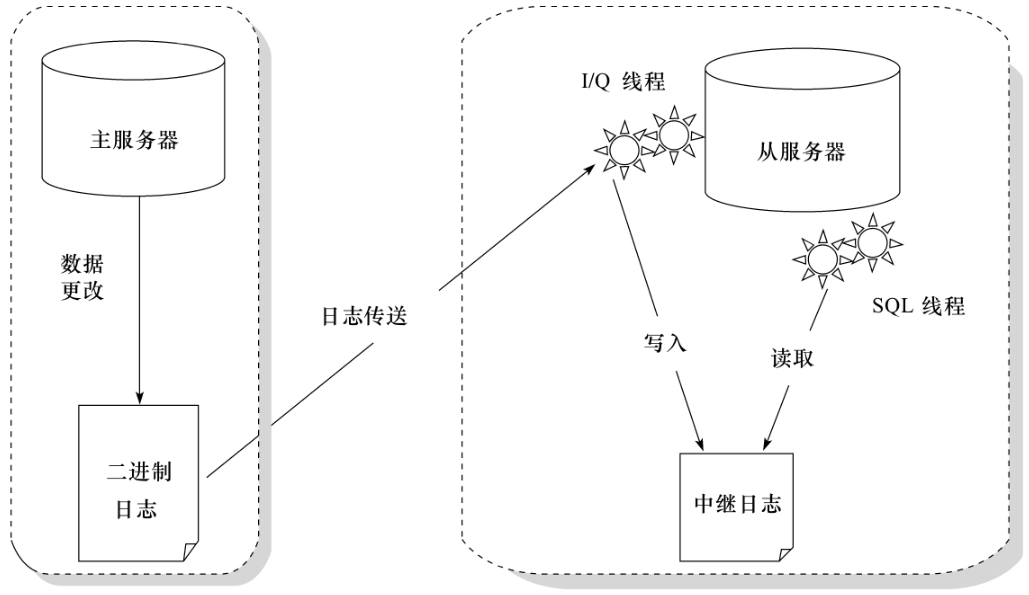 主服务器
数据
更改
二进制
日志
日志传送
I/Q 线程
从服务器
SQL 线程
写入
读取
中继日志